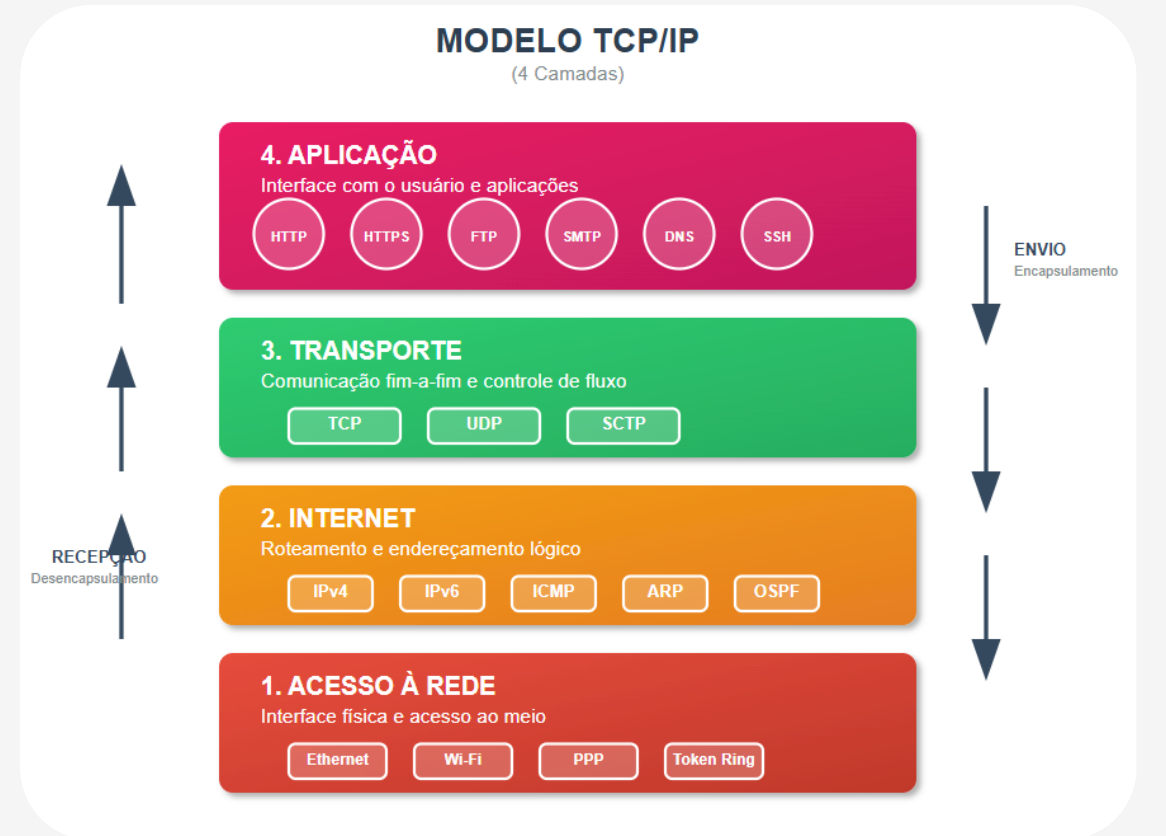 MODELO TCP/IP
(4 Camadas)
4. APLICAÇÃO
Interface com o usuário e aplicações
HTTP HTTPS FTP SMTP DNS SSH
ENVIO
Encapsulamento
3. TRANSPORTE
Comunicação fim-a-fim e controle de fluxo
TCP UDP SCTP
2. INTERNET
Roteamento e endereçamento lógico
IPv4 IPv6 ICMP ARP OSPF
RECEPÇÃO
Desencapsulamento
1. ACESSO À REDE
Interface física e acesso ao meio
Ethernet Wi-Fi PPP Token Ring